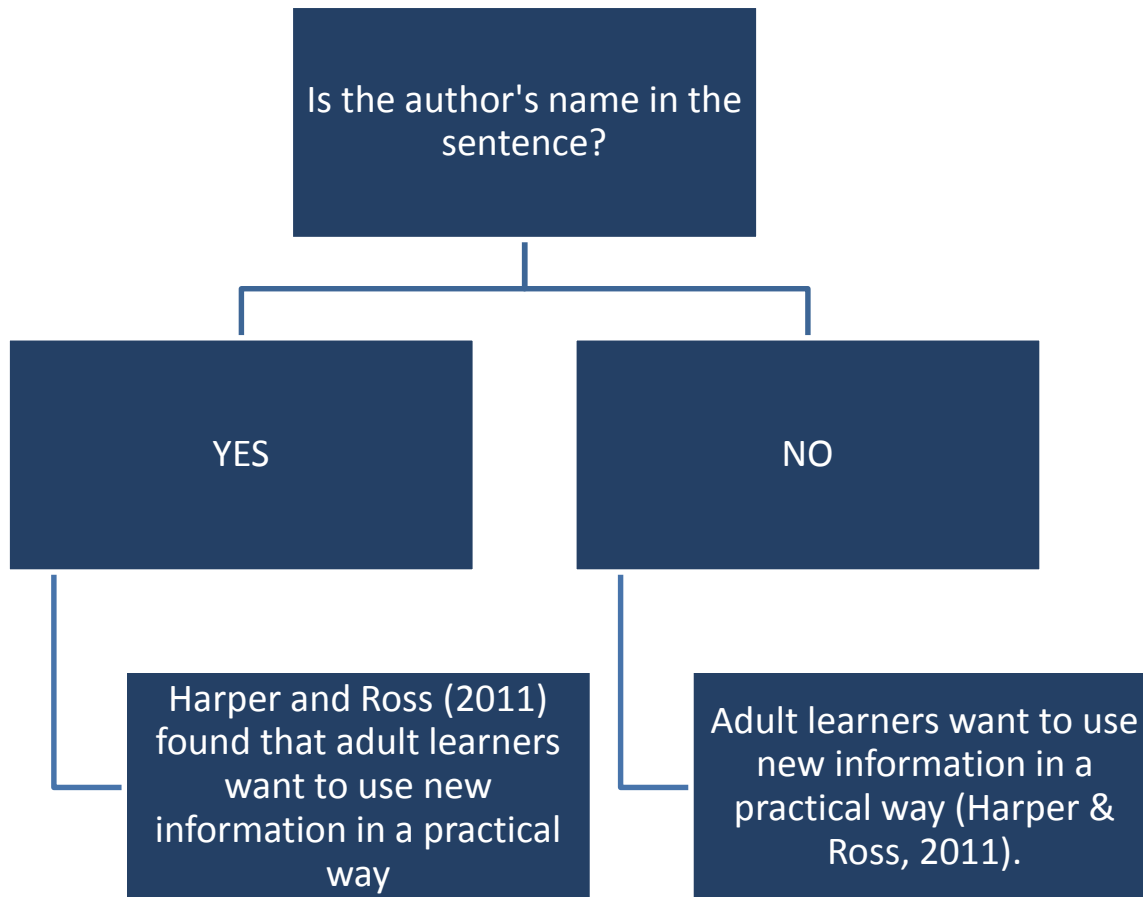 Is the author's name in the
sentence?
YES
NO
Harper and Ross (2011)
found that adult learners
want to use new
information in a practical
way
Adult learners want to use
new information in a
practical way (Harper &
Ross, 2011).